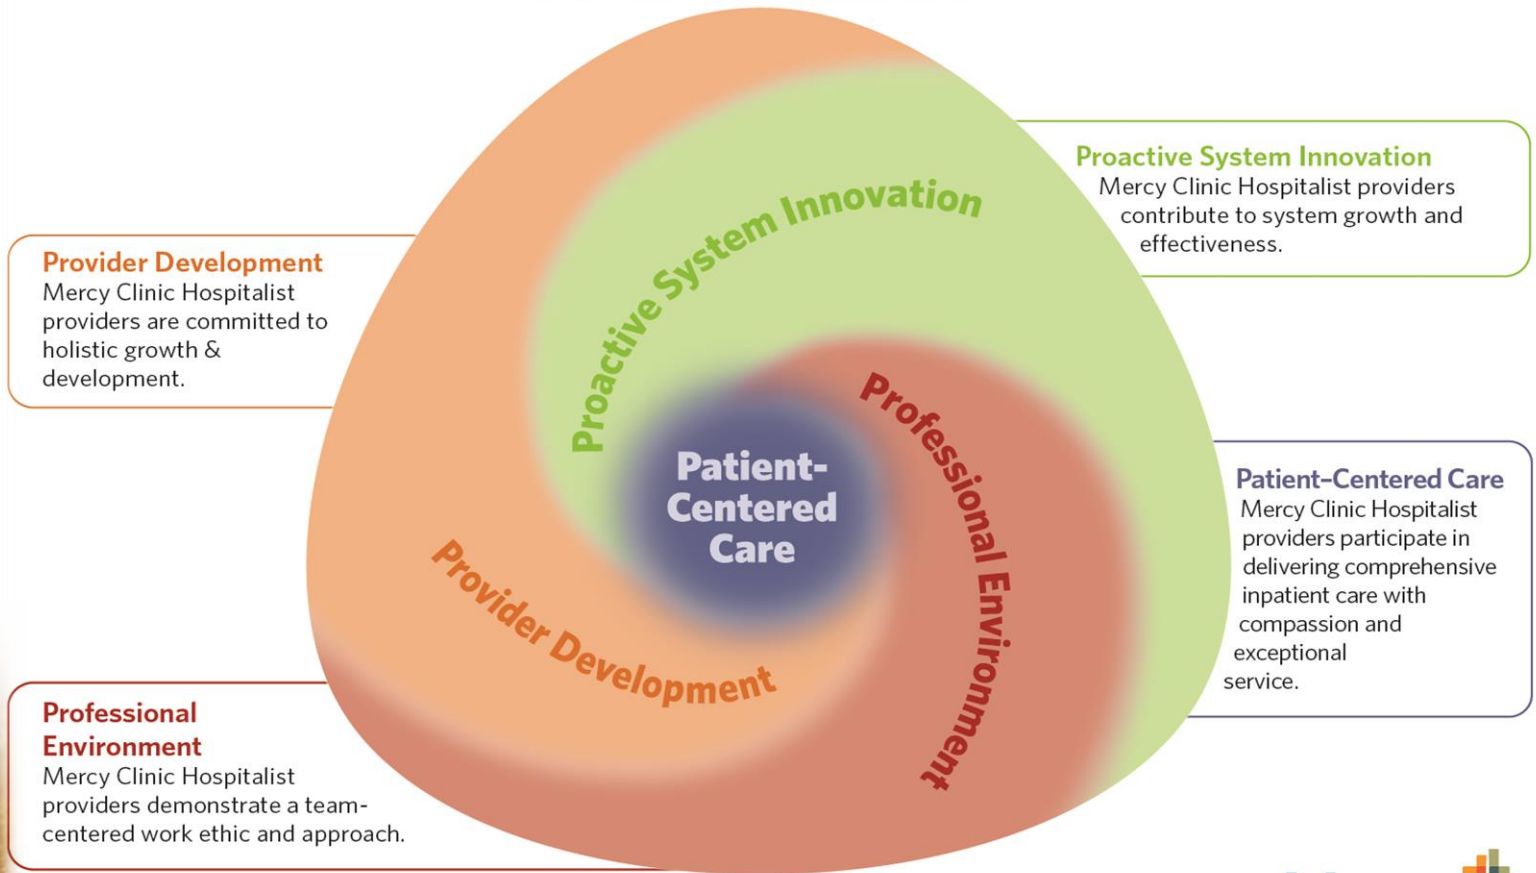 Proactive System Innovation
Mercy Clinic Hospitalist providers
contribute to system growth and
effectiveness.
Provider Development
Mercy Clinic Hospitalist
providers are committed to
holistic growth &
development.
Proactive System Innovation
Professional Environment
Patient-
Centered
Care
Provider Development
Patient–Centered Care
Mercy Clinic Hospitalist
providers participate in
delivering comprehensive
inpatient care with
compassion and
exceptional
service.
Professional
Environment
Mercy Clinic Hospitalist
providers demonstrate a team-
centered work ethic and approach.